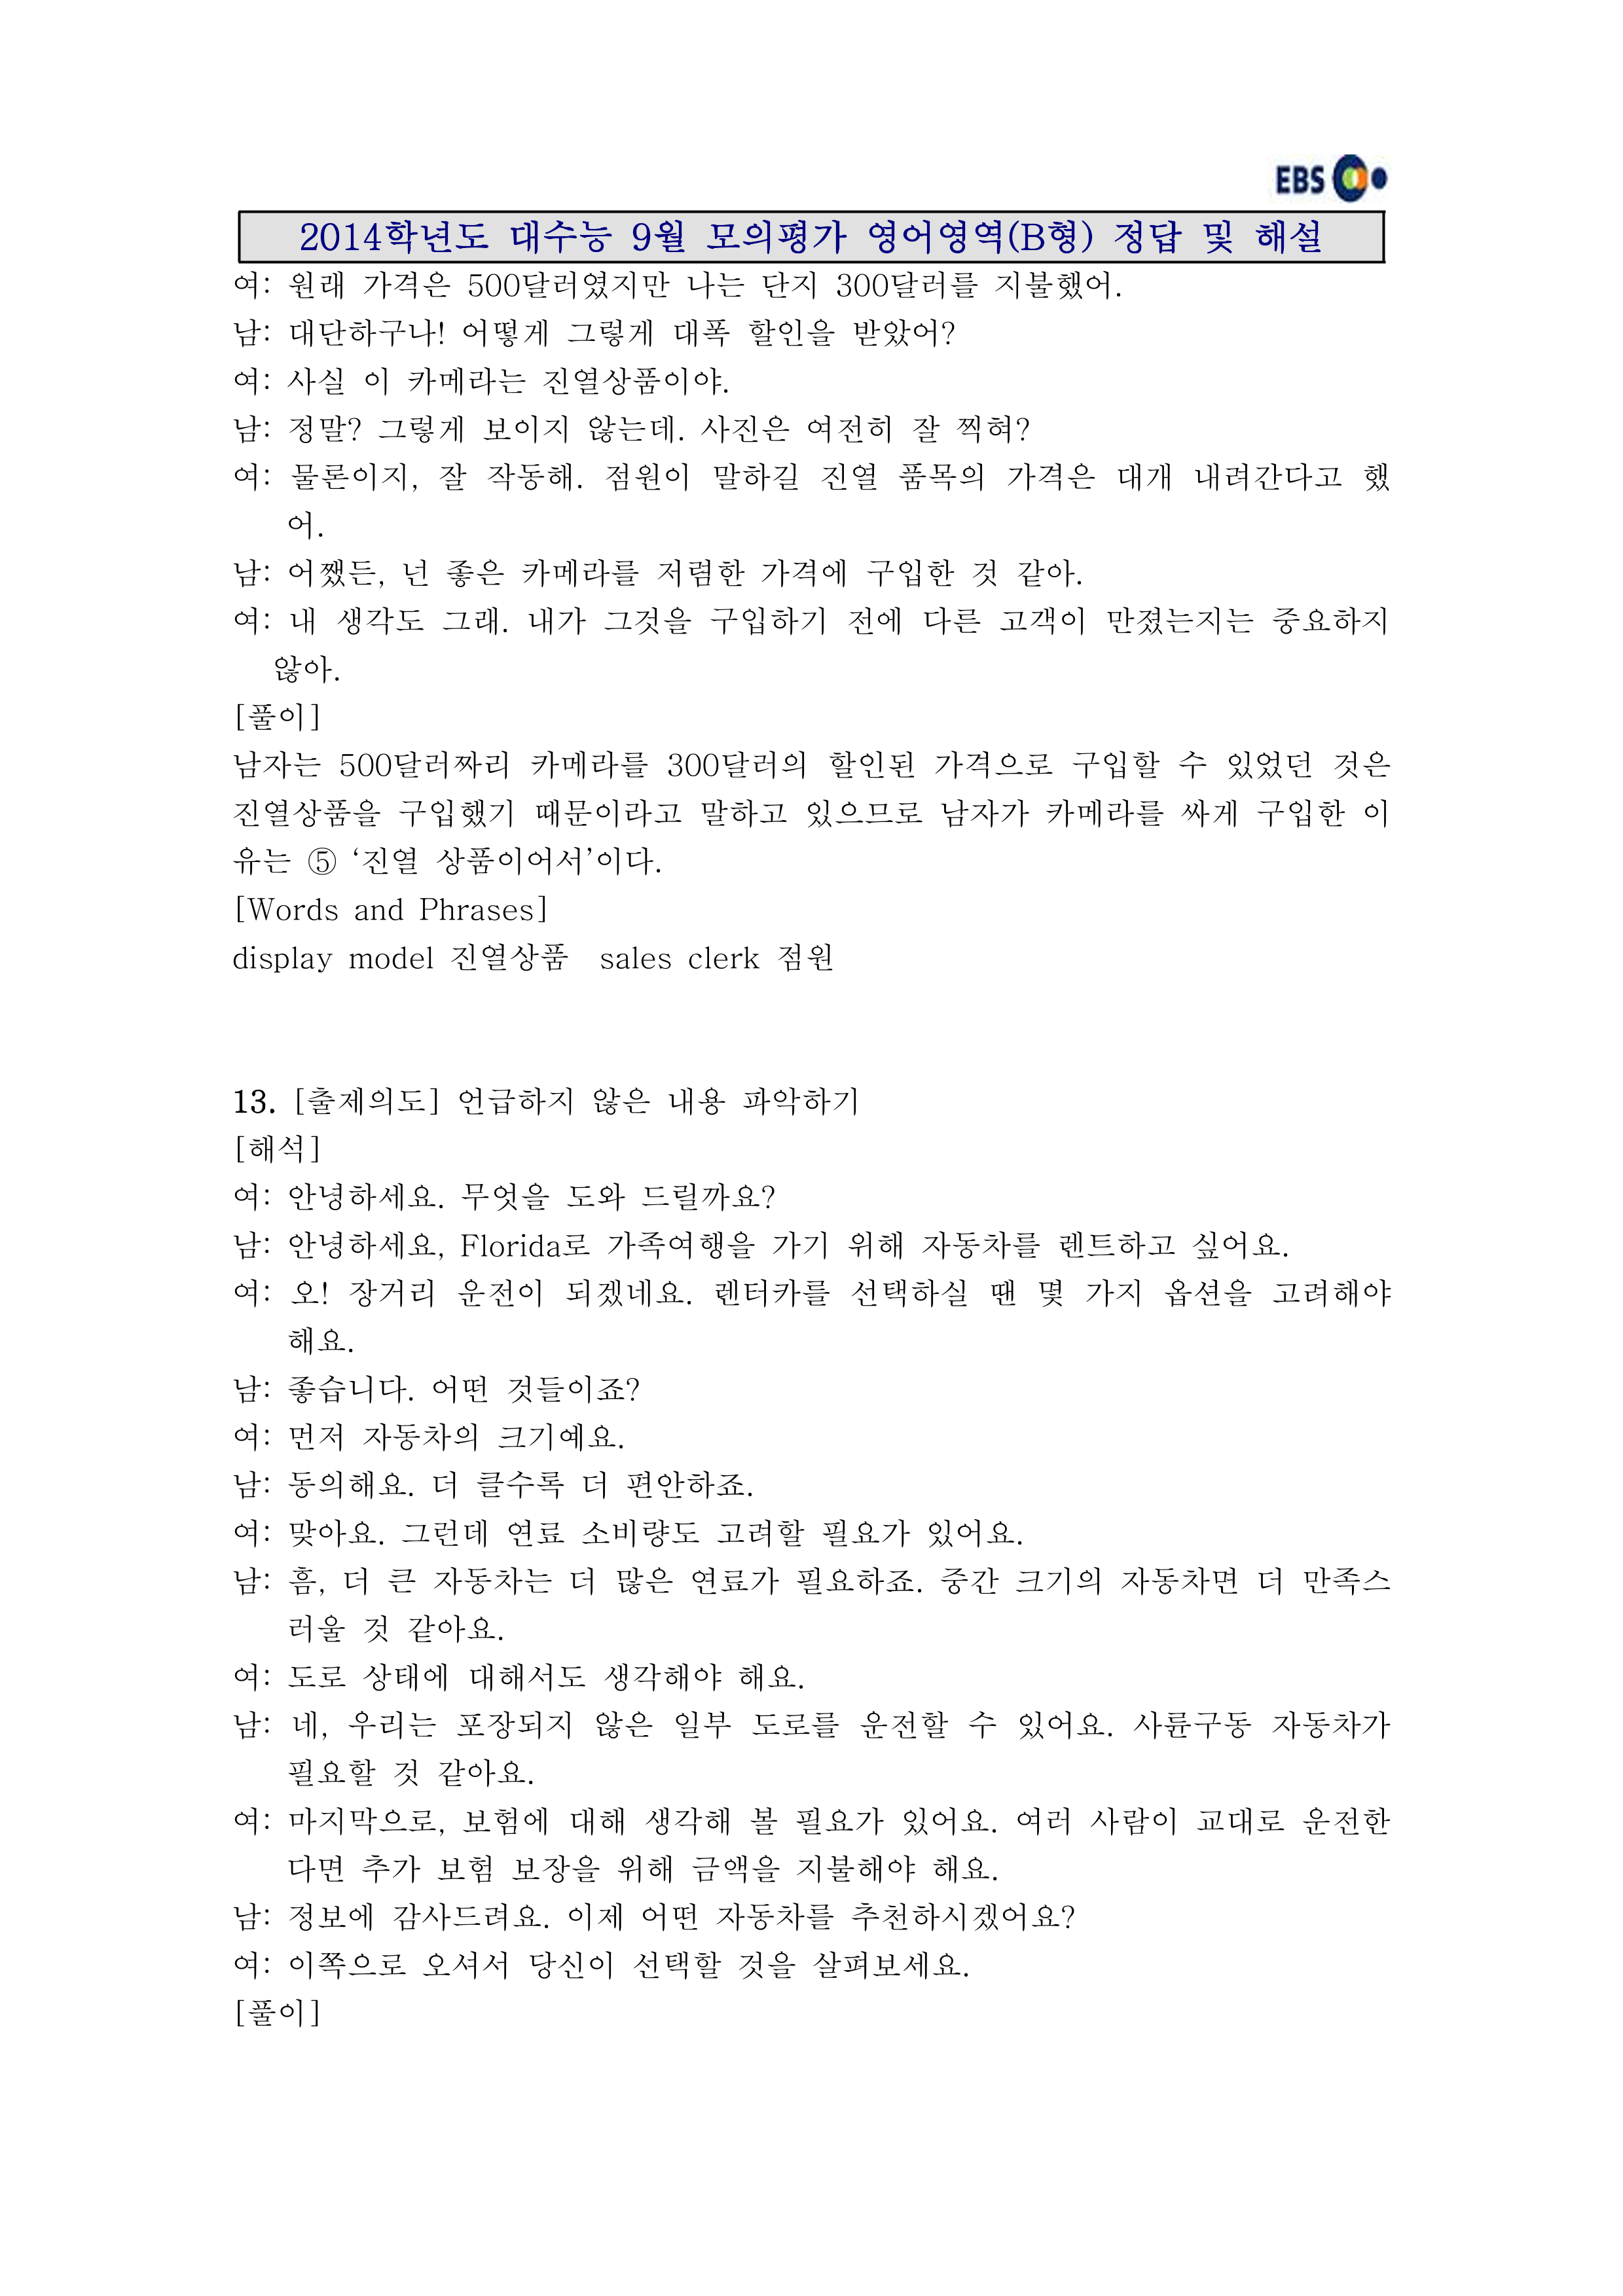 EBS
2014학년도 대수능 9월 모의평가 영어영역(B형) 정답 및 해설
여: 원래 가격은 500달러였지만 나는 단지 300달러를 지불했어.
남: 대단하구나! 어떻게 그렇게 대폭 할인을 받았어?
여: 사실 이 카메라는 진열상품이야.
남: 정말? 그렇게 보이지 않는데. 사진은 여전히 잘 찍혀?
여: 물론이지, 잘 작동해. 점원이 말하길 진열 품목의 가격은 대개 내려간다고 했
어.
남: 어쨌든, 넌 좋은 카메라를 저렴한 가격에 구입한 것 같아.
여: 내 생각도 그래. 내가 그것을 구입하기 전에 다른 고객이 만졌는지는 중요하지
않아.
[풀이]
남자는 500달러짜리 카메라를 300달러의 할인된 가격으로 구입할 수 있었던 것은
진열상품을 구입했기 때문이라고 말하고 있으므로 남자가 카메라를 싸게 구입한 이
유는 ⑤ ‘진열 상품이어서’이다.
[Words and Phrases]
display model 진열상품  sales clerk 점원
13. [출제의도] 언급하지 않은 내용 파악하기
[해석]
여: 안녕하세요. 무엇을 도와 드릴까요?
남: 안녕하세요, Florida로 가족여행을 가기 위해 자동차를 렌트하고 싶어요.
여: 오! 장거리 운전이 되겠네요. 렌터카를 선택하실 땐 몇 가지 옵션을 고려해야
해요.
남: 좋습니다. 어떤 것들이죠?
여: 먼저 자동차의 크기예요.
남: 동의해요. 더 클수록 더 편안하죠.
여: 맞아요. 그런데 연료 소비량도 고려할 필요가 있어요.
남: 흠, 더 큰 자동차는 더 많은 연료가 필요하죠. 중간 크기의 자동차면 더 만족스
러울 것 같아요.
여: 도로 상태에 대해서도 생각해야 해요.
남: 네, 우리는 포장되지 않은 일부 도로를 운전할 수 있어요. 사륜구동 자동차가
필요할 것 같아요.
여: 마지막으로, 보험에 대해 생각해 볼 필요가 있어요. 여러 사람이 교대로 운전한
다면 추가 보험 보장을 위해 금액을 지불해야 해요.
남: 정보에 감사드려요. 이제 어떤 자동차를 추천하시겠어요?
여: 이쪽으로 오셔서 당신이 선택할 것을 살펴보세요.
[풀이]